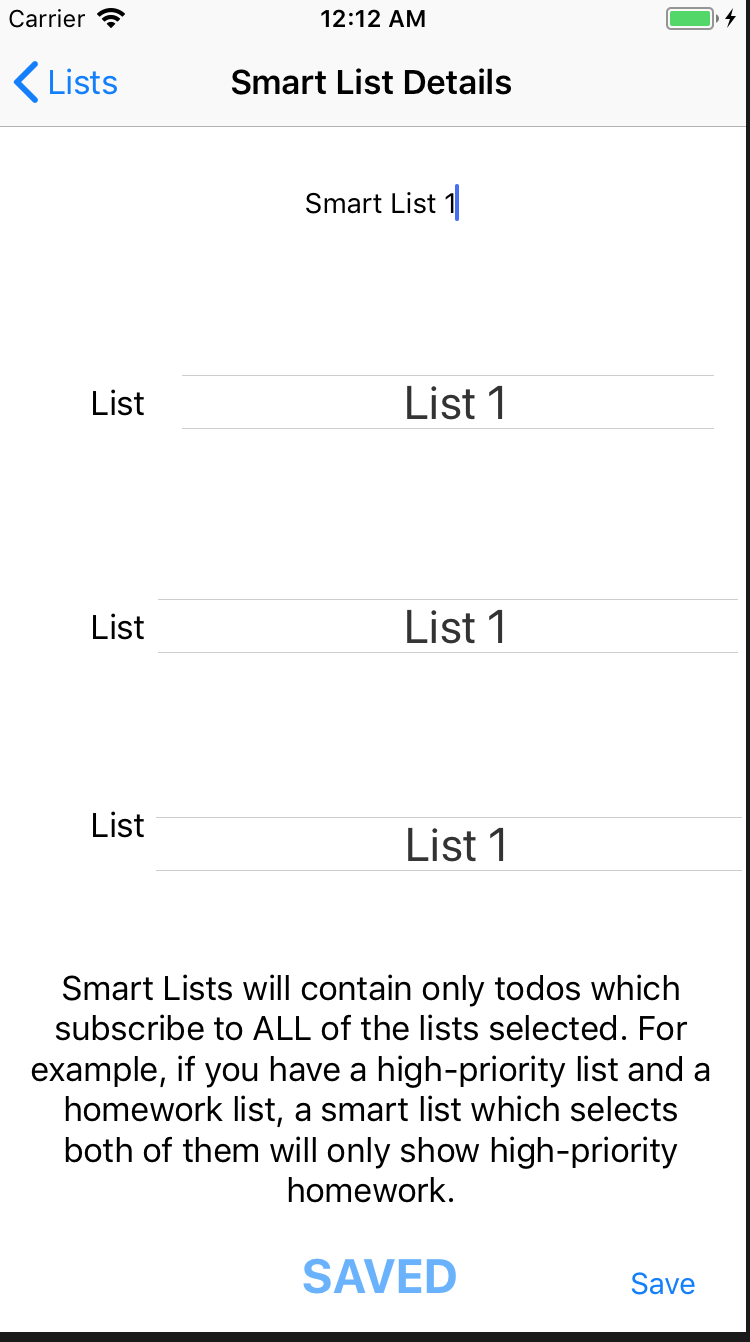 Carrier 12:12 AM
Lists Smart List Details
Smart List 1
List List 1
List List 1
List List 1
Smart Lists will contain only todos which
subscribe to ALL of the lists selected. For
example, if you have a high-priority list and a
homework list, a smart list which selects
both of them will only show high-priority
homework.
SAVED Save